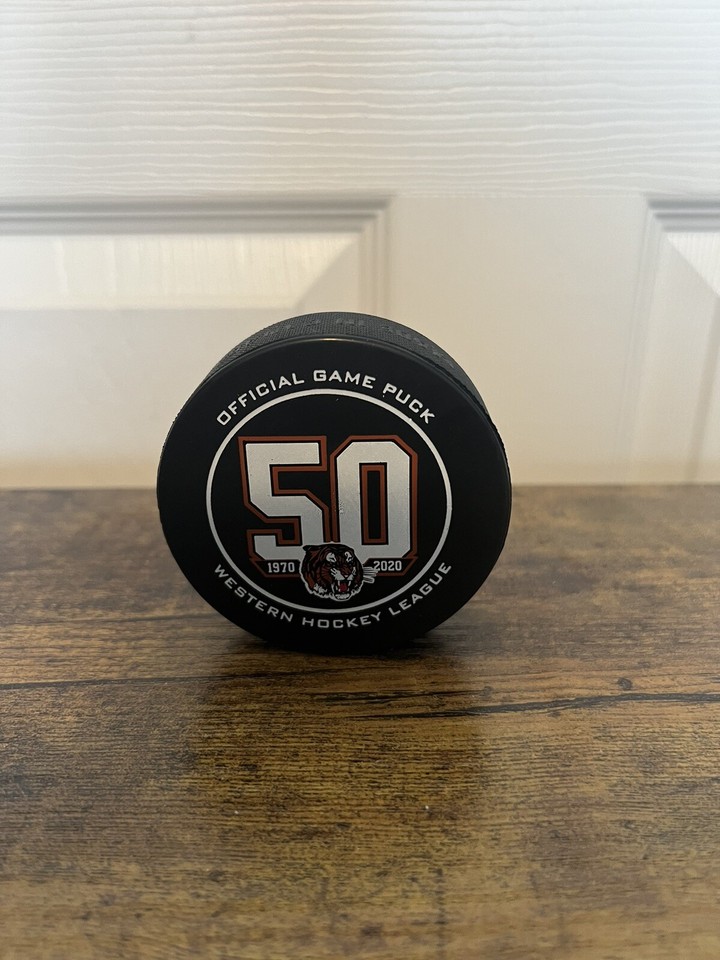 OFFICIAL GAME PUCK
50
1970 2020
WESTERN HOCKEY LEAGUE